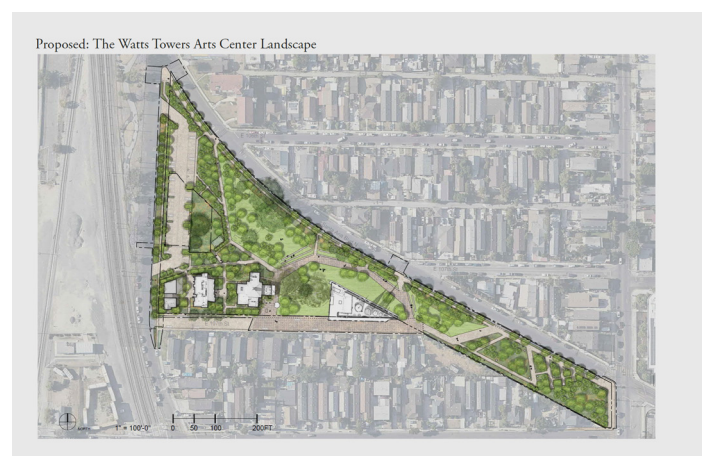 Proposed: The Watts Towers Arts Center Landscape
1" = 100'-0" 0 50 100 200FT